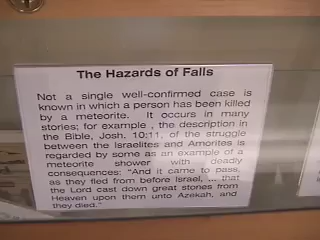 The Hazards of Falls
Not a single well-confirmed case is
known in which a person has been killed
by a meteorite. It occurs in many
stories; for example , the description in
the Bible, Josh. 10:11, of the struggle
between the Israelites and Amorites is
regarded by some as an example of a
meteorite shower with deadly
consequences: "And it came to pass,
as they fled from before Israel, ... that
the Lord cast down great stones from
Heaven upon them unto Azekah, and
they died."